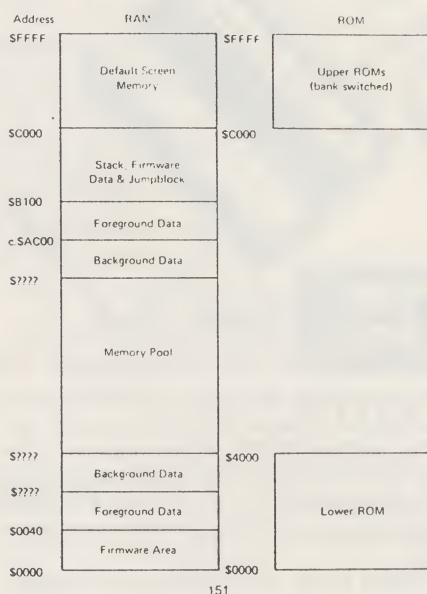 Address RAM ROM
$FFFF $FFFF
Default Screen Memory
Upper ROMs (bank switched)
$C000 $C000 $C000
Stack, Firmware
Data & Jumpblock
$B100
Foreground Data
c.$AC00
Background Data
$????
Memory Pool
$???? $4000
Background Data
$????
Foreground Data
Lower ROM
$0040
Firmware Area
$0000 $0000
151